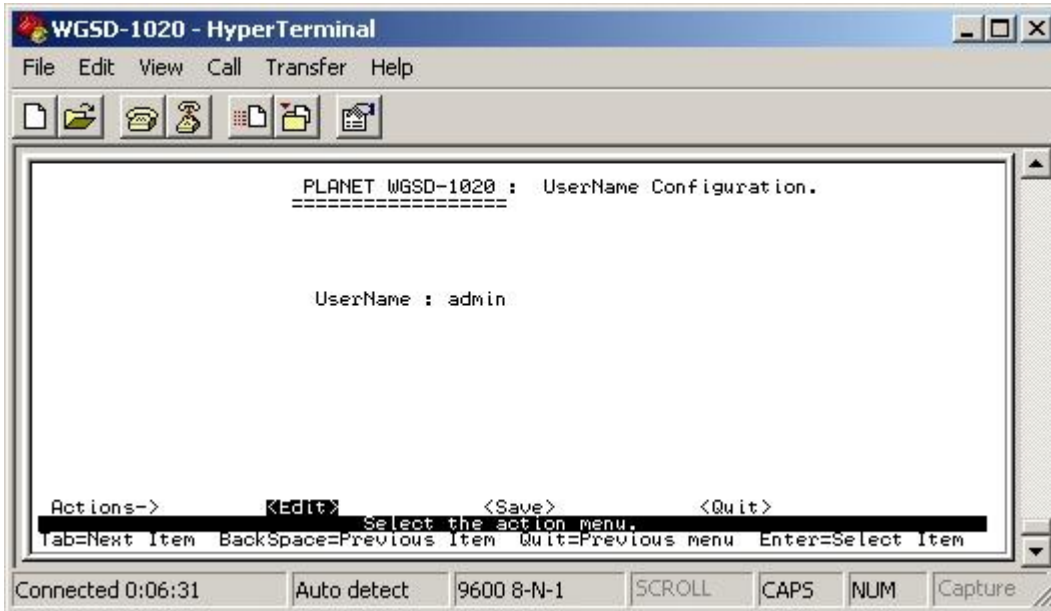 WGSD-1020 - HyperTerminal
File Edit View Call Transfer Help
PLANET WGSD-1020 : UserName Configuration.
==================
UserName : admin
Actions-> <Edit> <Save> <Quit>
Select the action menu.
Tab=Next Item BackSpace=Previous Item Quit=Previous menu Enter=Select Item
Connected 0:06:31 Auto detect 9600 8-N-1 SCROLL CAPS NUM Capture